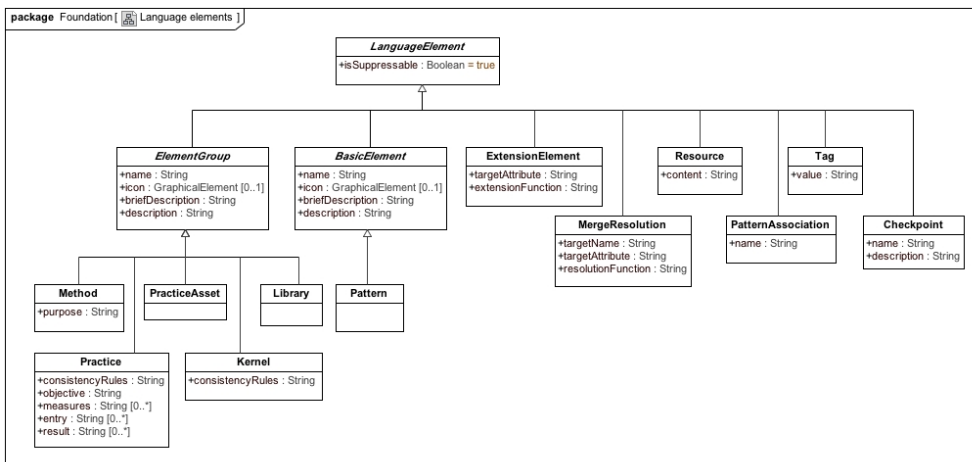 package Foundation [ Language elements ]
LanguageElement
+isSuppressable : Boolean = true
ElementGroup
+name : String
+icon : GraphicalElement [0..1]
+briefDescription : String
+description : String
BasicElement
+name : String
+icon : GraphicalElement [0..1]
+briefDescription : String
+description : String
ExtensionElement
+targetAttribute : String
+extensionFunction : String
Resource
+content : String
Tag
+value : String
MergeResolution
+targetName : String
+targetAttribute : String
+resolutionFunction : String
PatternAssociation
+name : String
Checkpoint
+name : String
+description : String
Method
+purpose : String
PracticeAsset
Library
Pattern
Practice
+consistencyRules : String
+objective : String
+measures : String [0..*]
+entry : String [0..*]
+result : String [0..*]
Kernel
+consistencyRules : String